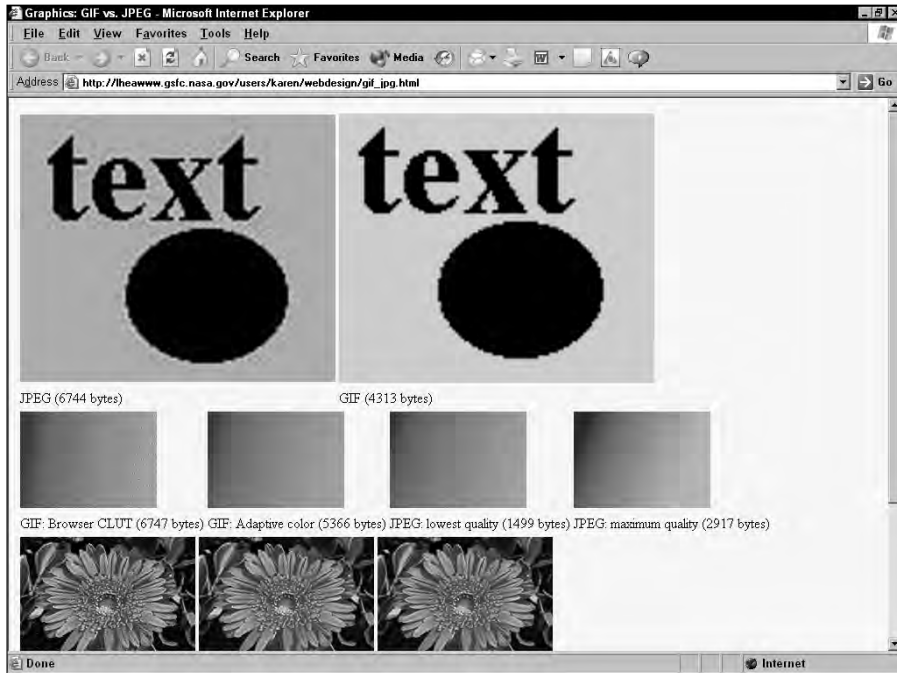 Graphics: GIF vs. JPEG - Microsoft Internet Explorer
File Edit View Favorites Tools Help
Back Search Favorites Media
Address http://lheawww.gsfc.nasa.gov/users/karen/webdesign/gif_jpg.html Go
text text
JPEG (6744 bytes) GIF (4313 bytes)
GIF: Browser CLUT (6747 bytes) GIF: Adaptive color (5366 bytes) JPEG: lowest quality (1499 bytes) JPEG: maximum quality (2917 bytes)
Done Internet